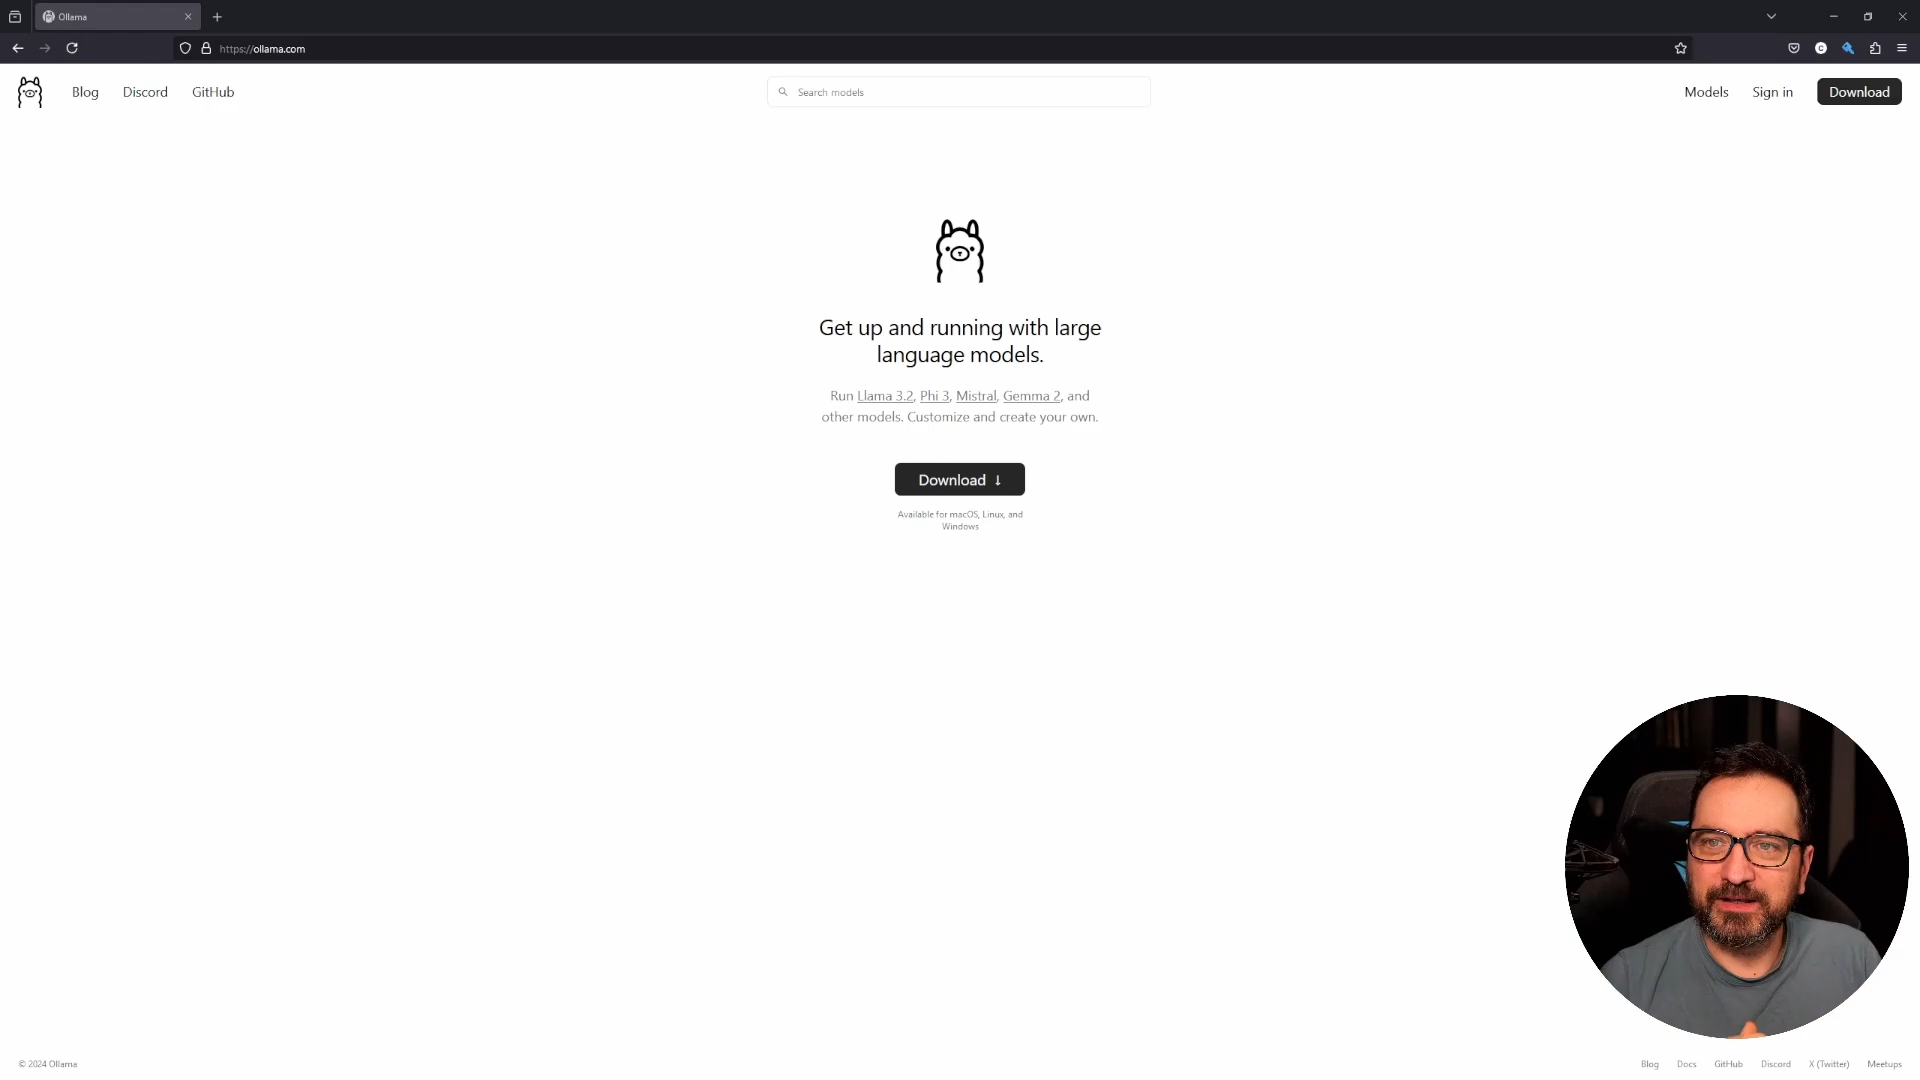 Ollama
https://ollama.com
Blog
Discord
GitHub
Search models
Models
Sign in
Download
Get up and running with large
language models.
Run Llama 3.2, Phi 3, Mistral, Gemma 2, and
other models. Customize and create your own.
Download ↓
Available for macOS, Linux, and
Windows
© 2024 Ollama
Blog
Docs
GitHub
Discord
X (Twitter)
Meetups